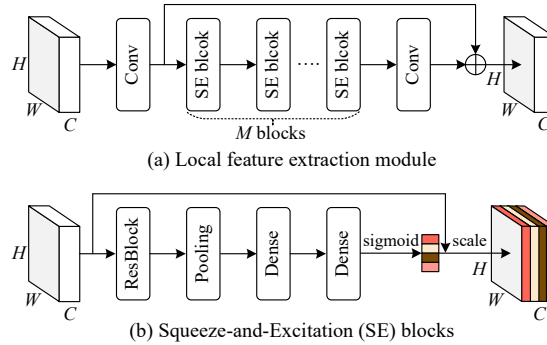 H
W
C
Conv
SE blcok
SE blcok
SE blcok
Conv
H
W
C
M blocks
(a) Local feature extraction module
H
W
C
ResBlock
Pooling
Dense
Dense
sigmoid
scale
H
W
C
(b) Squeeze-and-Excitation (SE) blocks